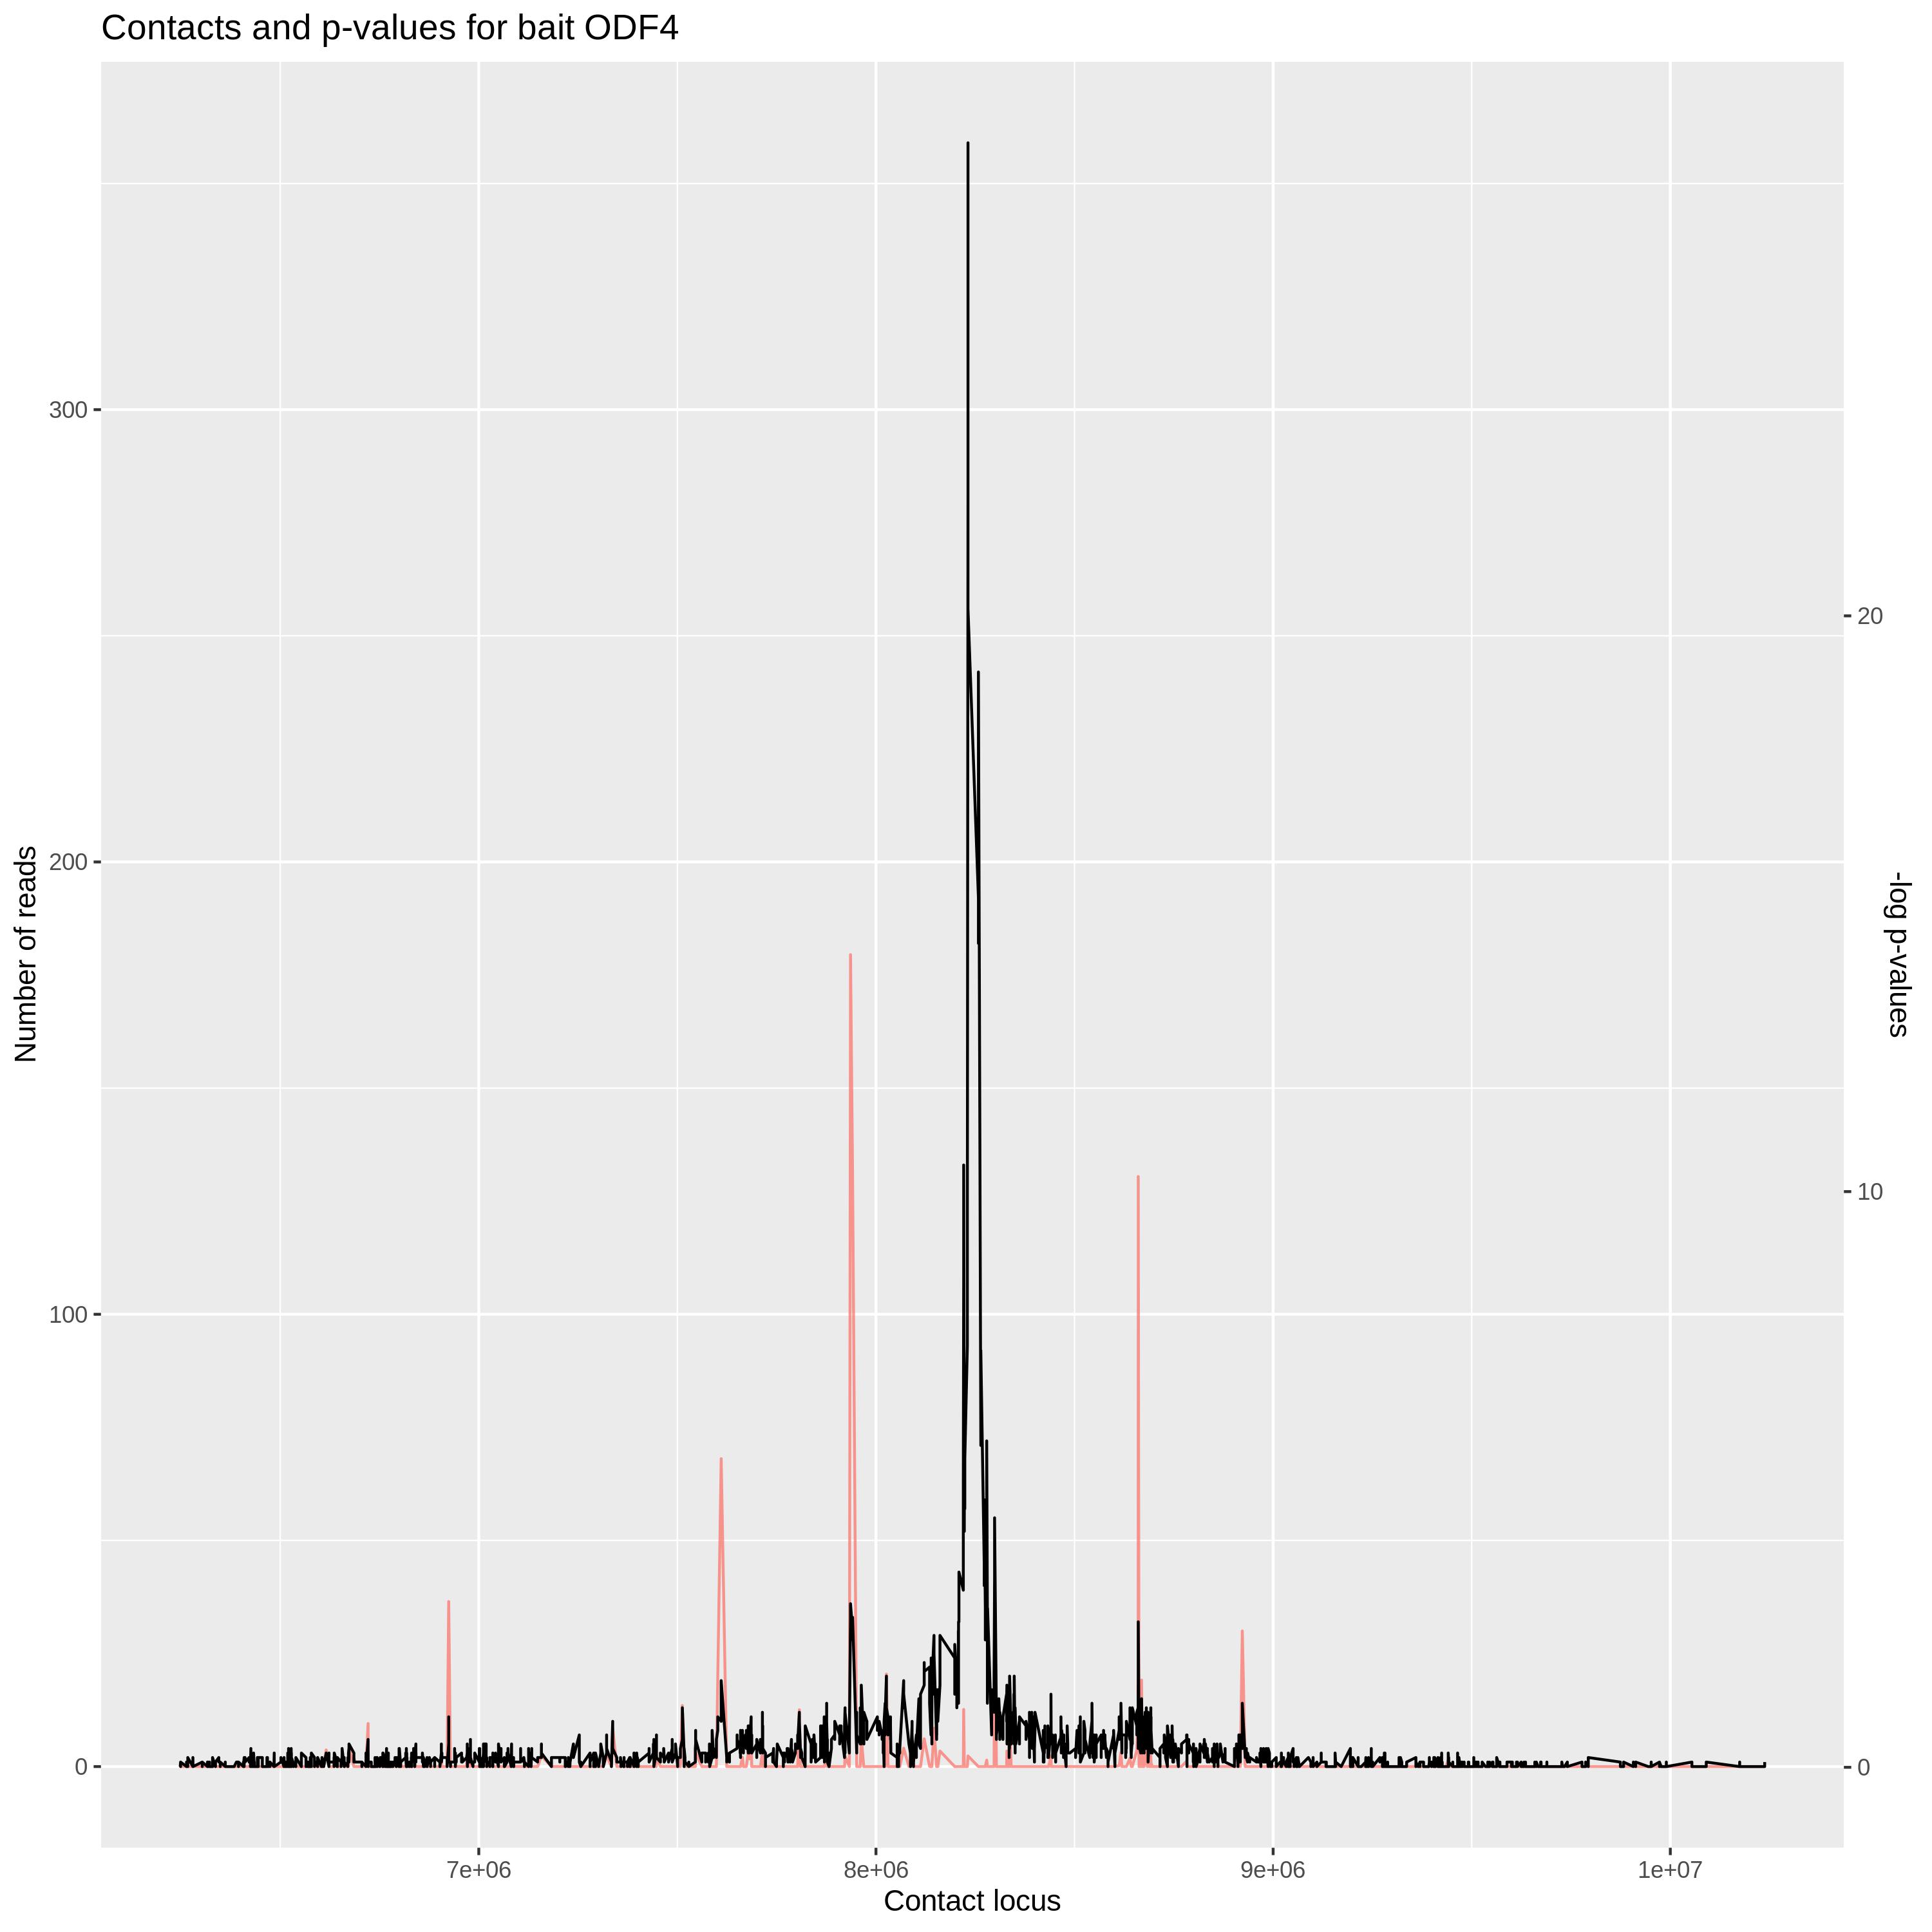 Contacts and p-values for bait ODF4
Number of reads
300
200
100
0
20
10
0
-log p-values
7e+06
8e+06
9e+06
1e+07
Contact locus